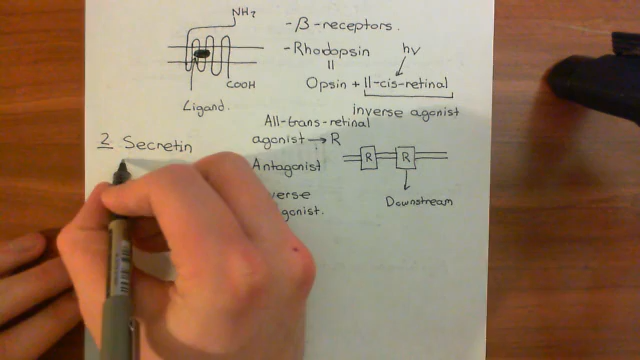 NH₂
COOH
Ligand.
-β-receptors.
-Rhodopsin hv
Opsin + 11-cis-retinal
inverse agonist
All-trans-retinal
agonist → R
Antagonist
R R
Downstream
2 Secretin